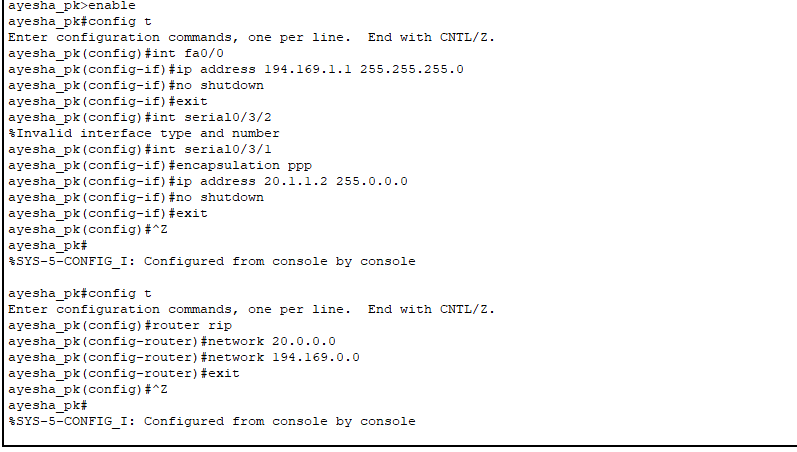 ayesha_pk>enable
ayesha_pk#config t
Enter configuration commands, one per line.  End with CNTL/Z.
ayesha_pk(config)#int fa0/0
ayesha_pk(config-if)#ip address 194.169.1.1 255.255.255.0
ayesha_pk(config-if)#no shutdown
ayesha_pk(config-if)#exit
ayesha_pk(config)#int serial0/3/2
%Invalid interface type and number
ayesha_pk(config)#int serial0/3/1
ayesha_pk(config-if)#encapsulation ppp
ayesha_pk(config-if)#ip address 20.1.1.2 255.0.0.0
ayesha_pk(config-if)#no shutdown
ayesha_pk(config-if)#exit
ayesha_pk(config)#^Z
ayesha_pk#
%SYS-5-CONFIG_I: Configured from console by console

ayesha_pk#config t
Enter configuration commands, one per line.  End with CNTL/Z.
ayesha_pk(config)#router rip
ayesha_pk(config-router)#network 20.0.0.0
ayesha_pk(config-router)#network 194.169.0.0
ayesha_pk(config-router)#exit
ayesha_pk(config)#^Z
ayesha_pk#
%SYS-5-CONFIG_I: Configured from console by console